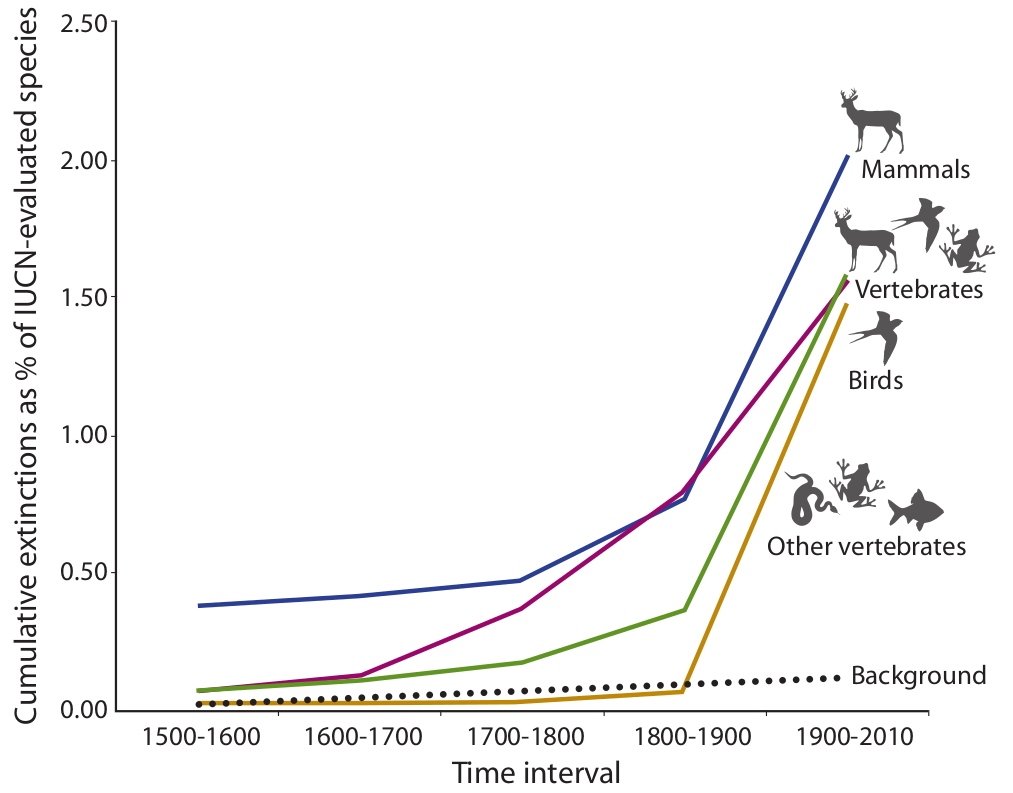 Cumulative extinctions as % of IUCN-evaluated species
2.50
2.00
1.50
1.00
0.50
0.00
Mammals
Vertebrates
Birds
Other vertebrates
Background
1500-1600 1600-1700 1700-1800 1800-1900 1900-2010
Time interval